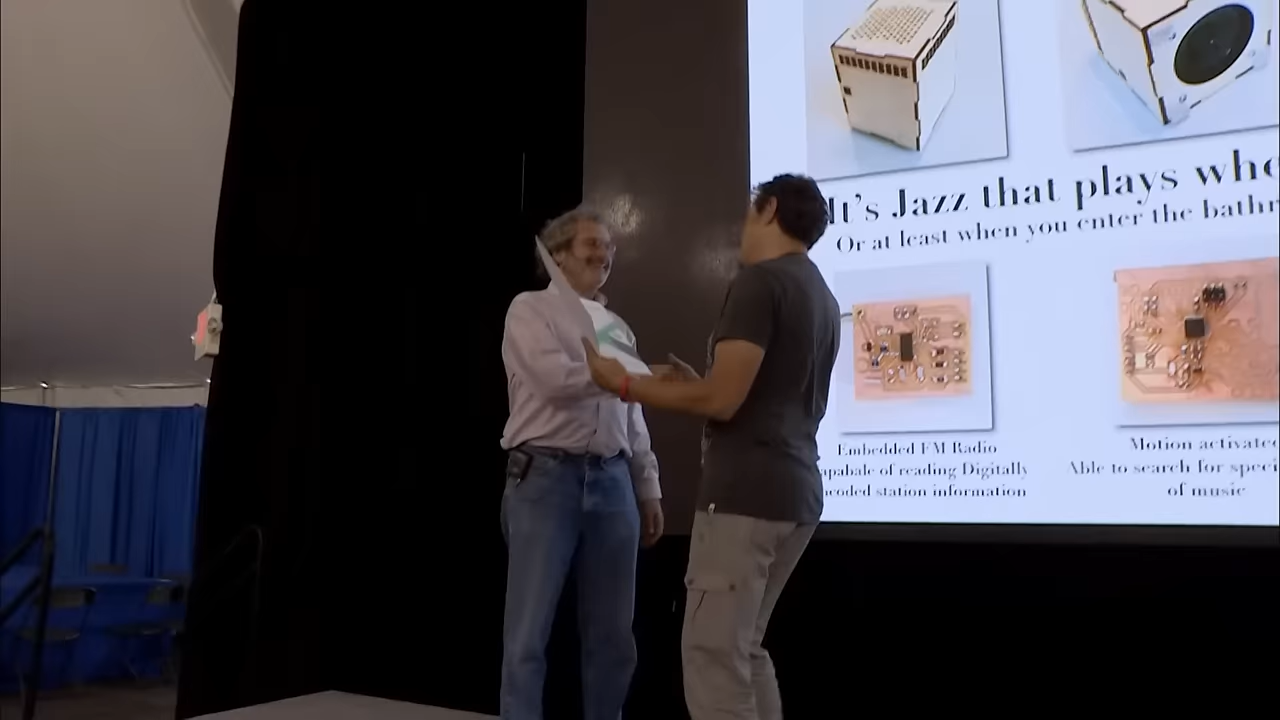 It's Jazz that plays whe
Or at least when you enter the bathr
Embedded FM Radio
apabale of reading Digitally
ncoded station information
Motion activated
Able to search for speci
of music